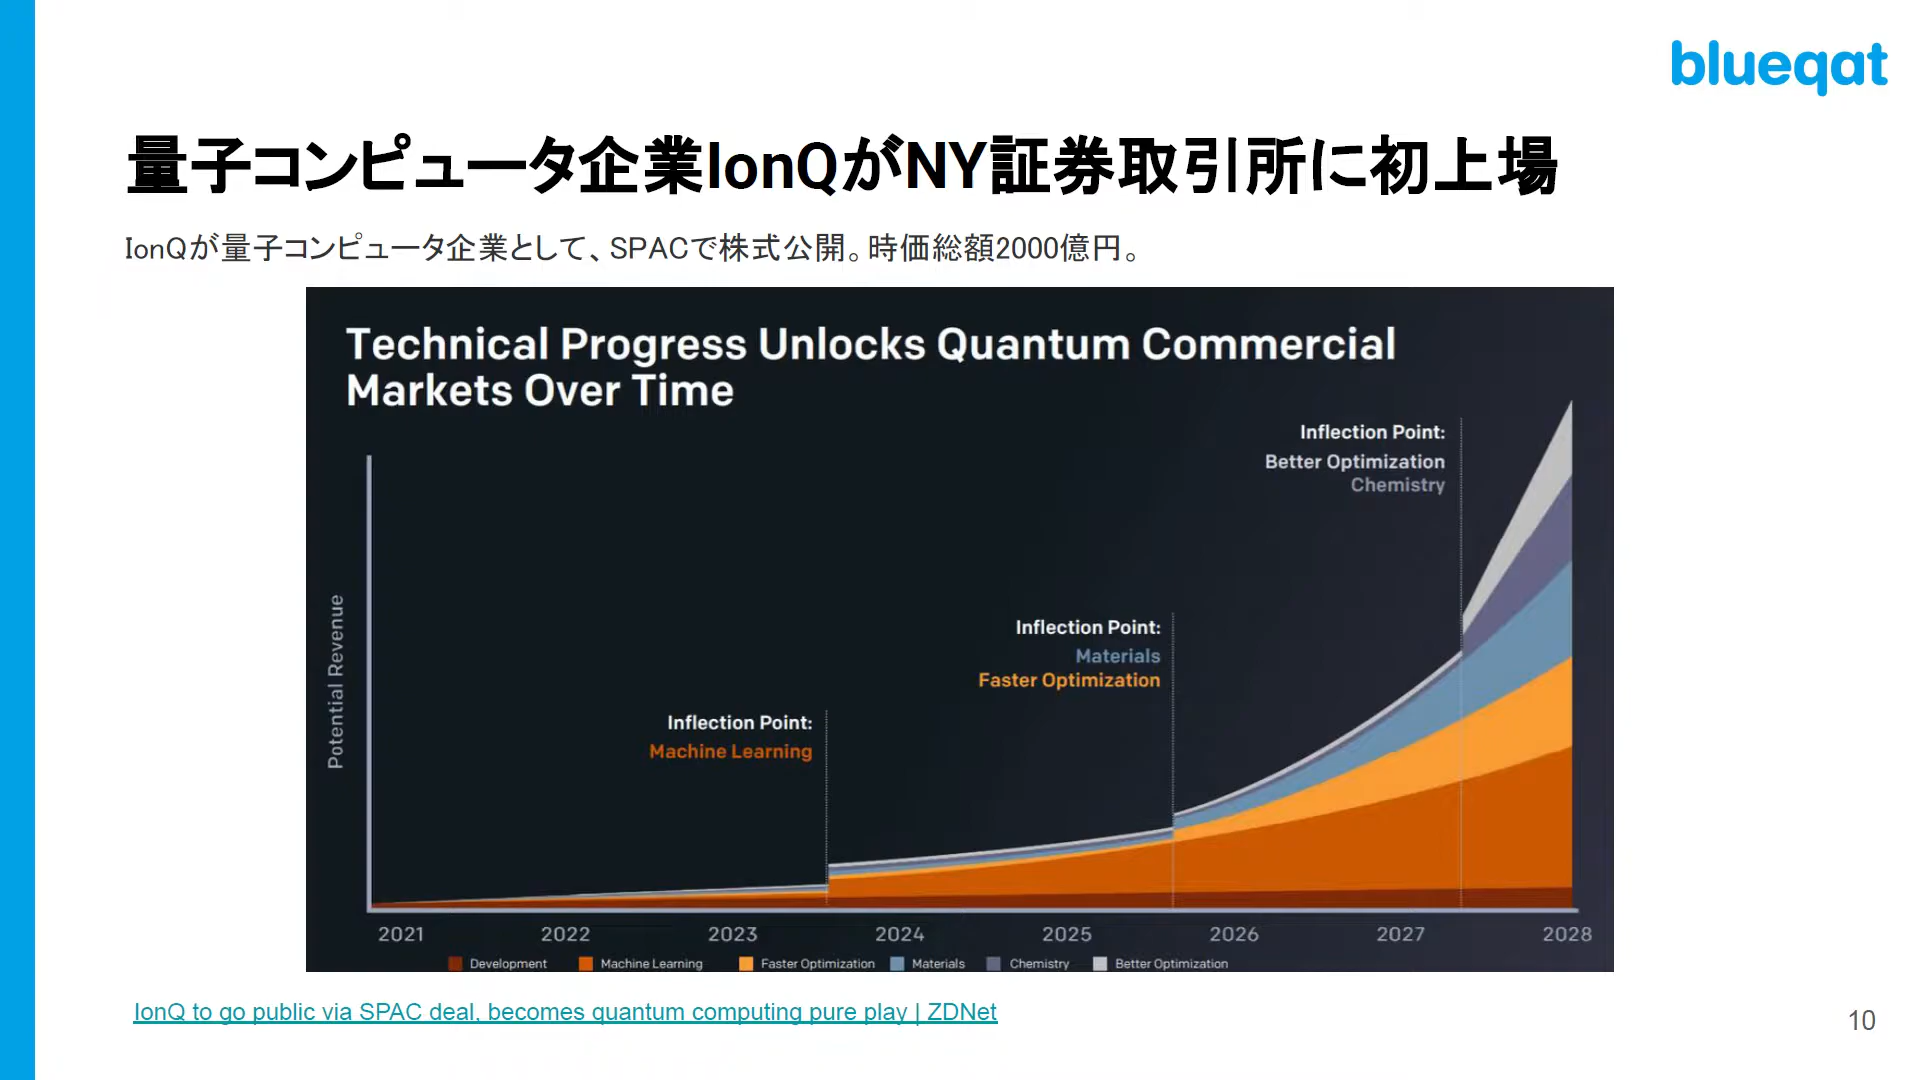 blueqat
量子コンピュータ企業IonQがNY証券取引所に初上場
IonQが量子コンピュータ企業として、SPACで株式公開。時価総額2000億円。
Technical Progress Unlocks Quantum Commercial
Markets Over Time
Inflection Point:
Better Optimization
Chemistry
Inflection Point:
Materials
Faster Optimization
Inflection Point:
Machine Learning
Potential Revenue
2021 2022 2023 2024 2025 2026 2027 2028
Development Machine Learning Faster Optimization Materials Chemistry Better Optimization
IonQ to go public via SPAC deal, becomes quantum computing pure play | ZDNet
10